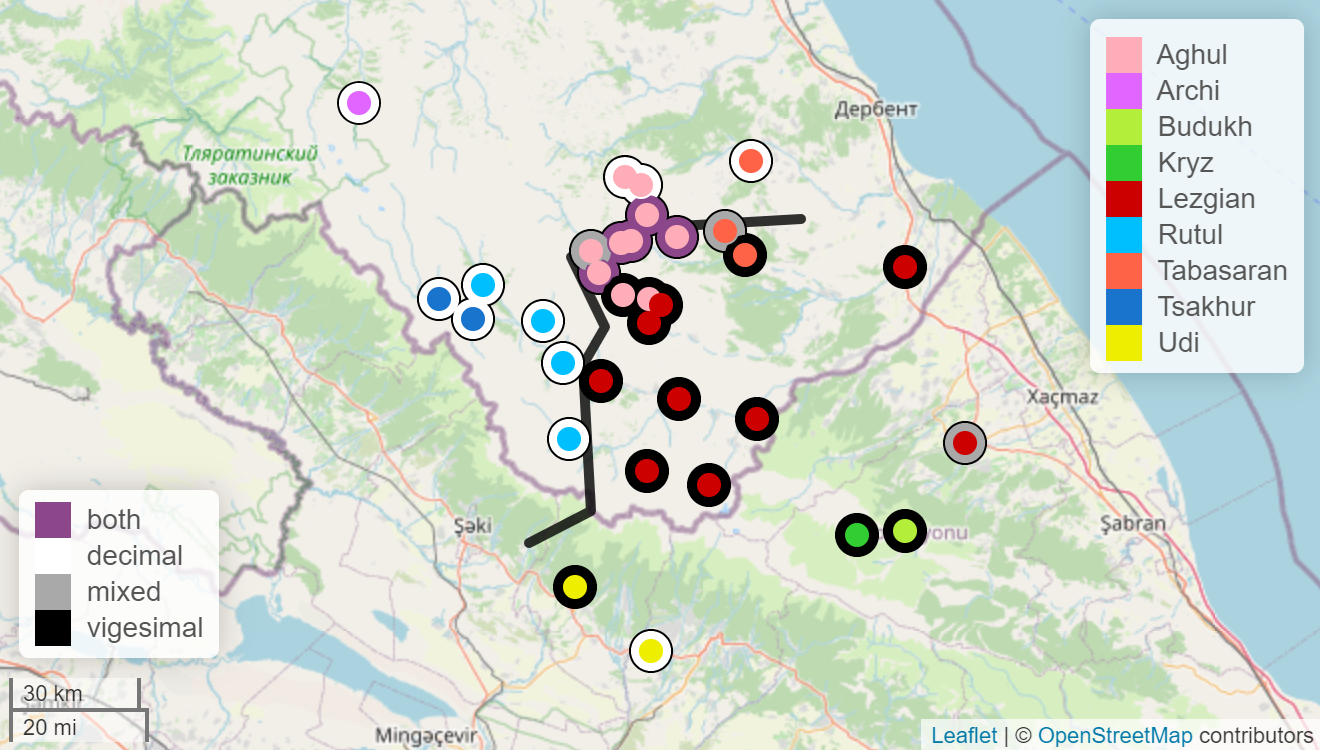 Дербент
Тляратинский
заказник
Aghul
Archi
Budukh
Kryz
Lezgian
Rutul
Tabasaran
Tsakhur
Udi
Xaçmaz
Şəki
Şabran
yonu
both
decimal
mixed
vigesimal
30 km
20 mi
Mingəçevir
Leaflet | © OpenStreetMap contributors